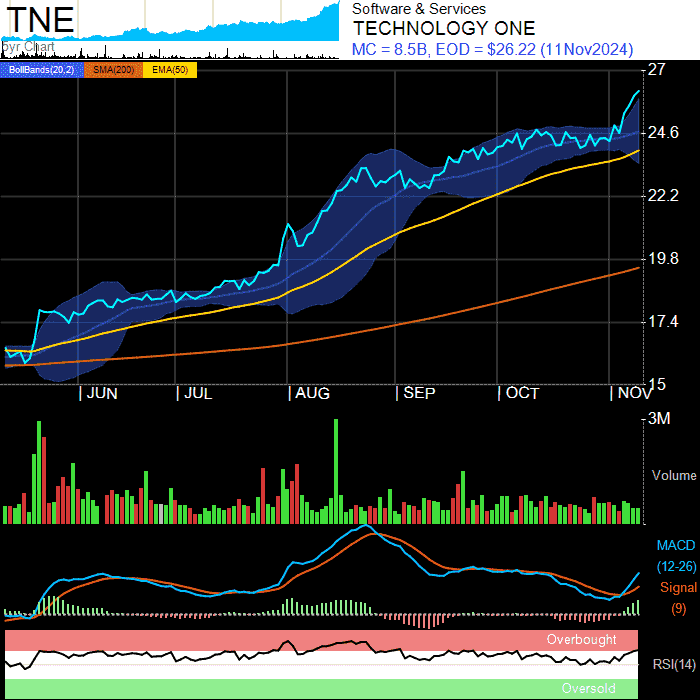 TNE
5yr Chart
Software & Services
TECHNOLOGY ONE
MC = 8.5B, EOD = $26.22 (11Nov2024)
BollBands(20,2) SMA(200) EMA(50)
27
24.6
22.2
19.8
17.4
15
JUN JUL AUG SEP OCT NOV
3M
Volume
MACD
(12-26)
Signal
(9)
Overbought
RSI(14)
Oversold